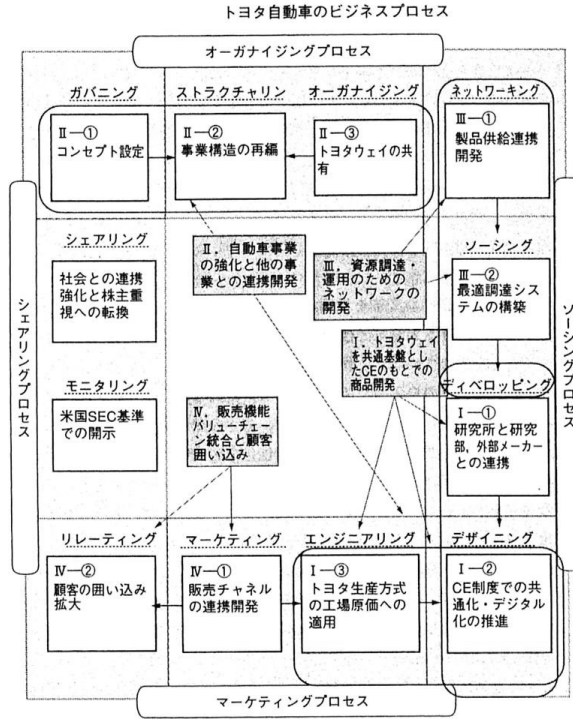 トヨタ自動車のビジネスプロセス
オーガナイジングプロセス
ガバニング
ストラクチャリン
オーガナイジング
ネットワーキング
Ⅱ—①
コンセプト設定
Ⅱ—②
事業構造の再編
Ⅱ—③
トヨタウェイの共
有
Ⅲ—①
製品供給連携
開発
シェアリング
社会との連携
強化と株主重
視への転換
Ⅱ．自動車事業
の強化と他の事
業との連携開発
Ⅲ．資源調達・
運用のための
ネットワークの
開発
ソーシング
Ⅲ—②
最適調達シス
テムの構築
シェアリングプロセス
ソーシングプロセス
モニタリング
米国SEC基準
での開示
Ⅳ．販売機能
バリューチェー
ン統合と顧客
囲い込み
Ⅰ．トヨタウェイ
を共通基盤とし
たCEのもとでの
商品開発
ディベロッピング
Ⅰ—①
研究所と研究
部，外部メーカー
との連携
リレーティング
マーケティング
エンジニアリング
デザイニング
Ⅳ—②
顧客の囲い込み
拡大
Ⅳ—①
販売チャネル
の連携開発
Ⅰ—③
トヨタ生産方式
の工場原価への
適用
Ⅰ—②
CE制度での共
通化・デジタル
化の推進
マーケティングプロセス